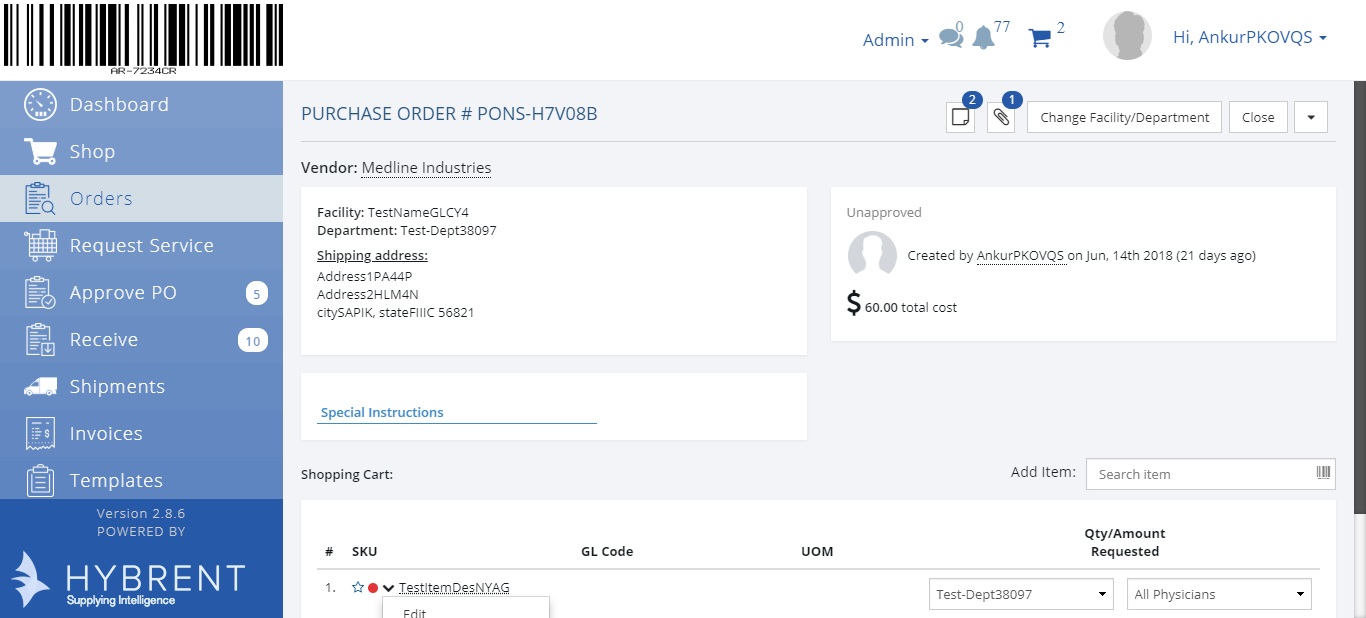 AR-7234CR
Admin
0
77
2
Hi, AnkurPKOVQS
Dashboard
Shop
Orders
Request Service
Approve PO 5
Receive 10
Shipments
Invoices
Templates
Version 2.8.6
POWERED BY
HYBRENT
Supplying Intelligence
PURCHASE ORDER # PONS-H7V08B
2
1
Change Facility/Department
Close
Vendor: Medline Industries
Facility: TestNameGLCY4
Department: Test-Dept38097
Shipping address:
Address1PA44P
Address2HLM4N
citySAPIK, stateFIIIC 56821
Unapproved
Created by AnkurPKOVQS on Jun, 14th 2018 (21 days ago)
$ 60.00 total cost
Special Instructions
Shopping Cart:
Add Item: Search item
# SKU GL Code UOM Qty/Amount
Requested
1. TestItemDesNYAG Test-Dept38097 All Physicians
Edit